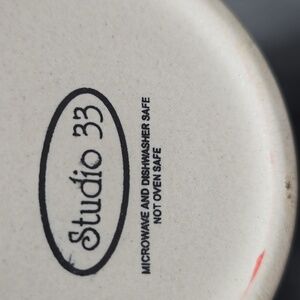 Studio 33
MICROWAVE AND DISHWASHER SAFE
NOT OVEN SAFE